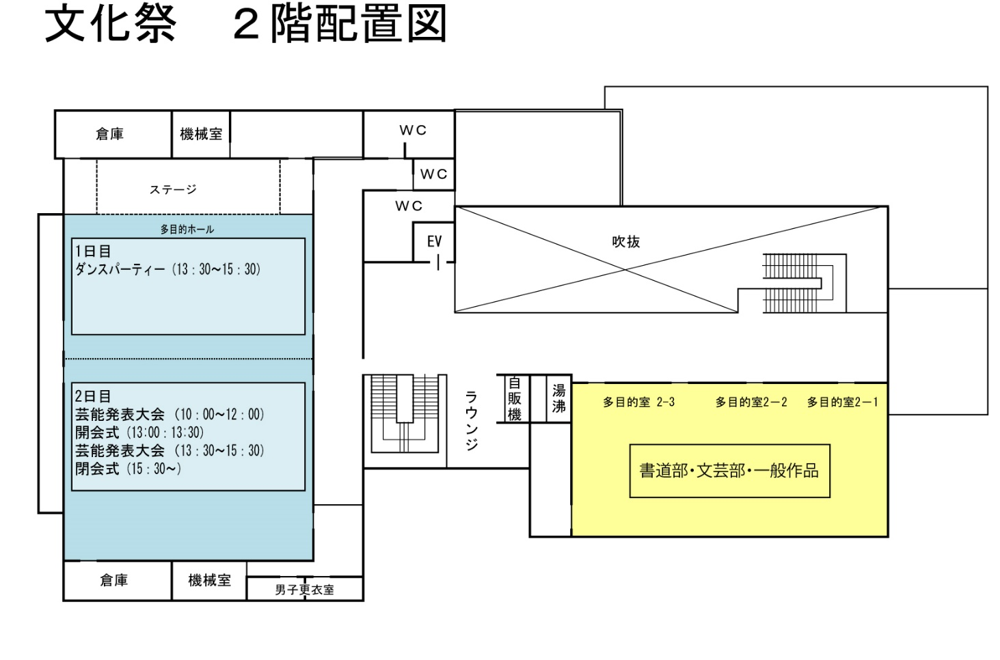 文化祭　２階配置図
倉庫
機械室
ＷＣ
ＷＣ
ステージ
ＷＣ
多目的ホール
EV
吹抜
1日目
ダンスパーティー（13：30～15：30）
2日目
芸能発表大会（10：00～12：00）
開会式（13:00：13:30）
芸能発表大会（13：30～15：30）
閉会式（15：30～）
ラウンジ
自販機
湯沸
多目的室 2-3
多目的室2－2
多目的室2－1
書道部・文芸部・一般作品
倉庫
機械室
男子更衣室